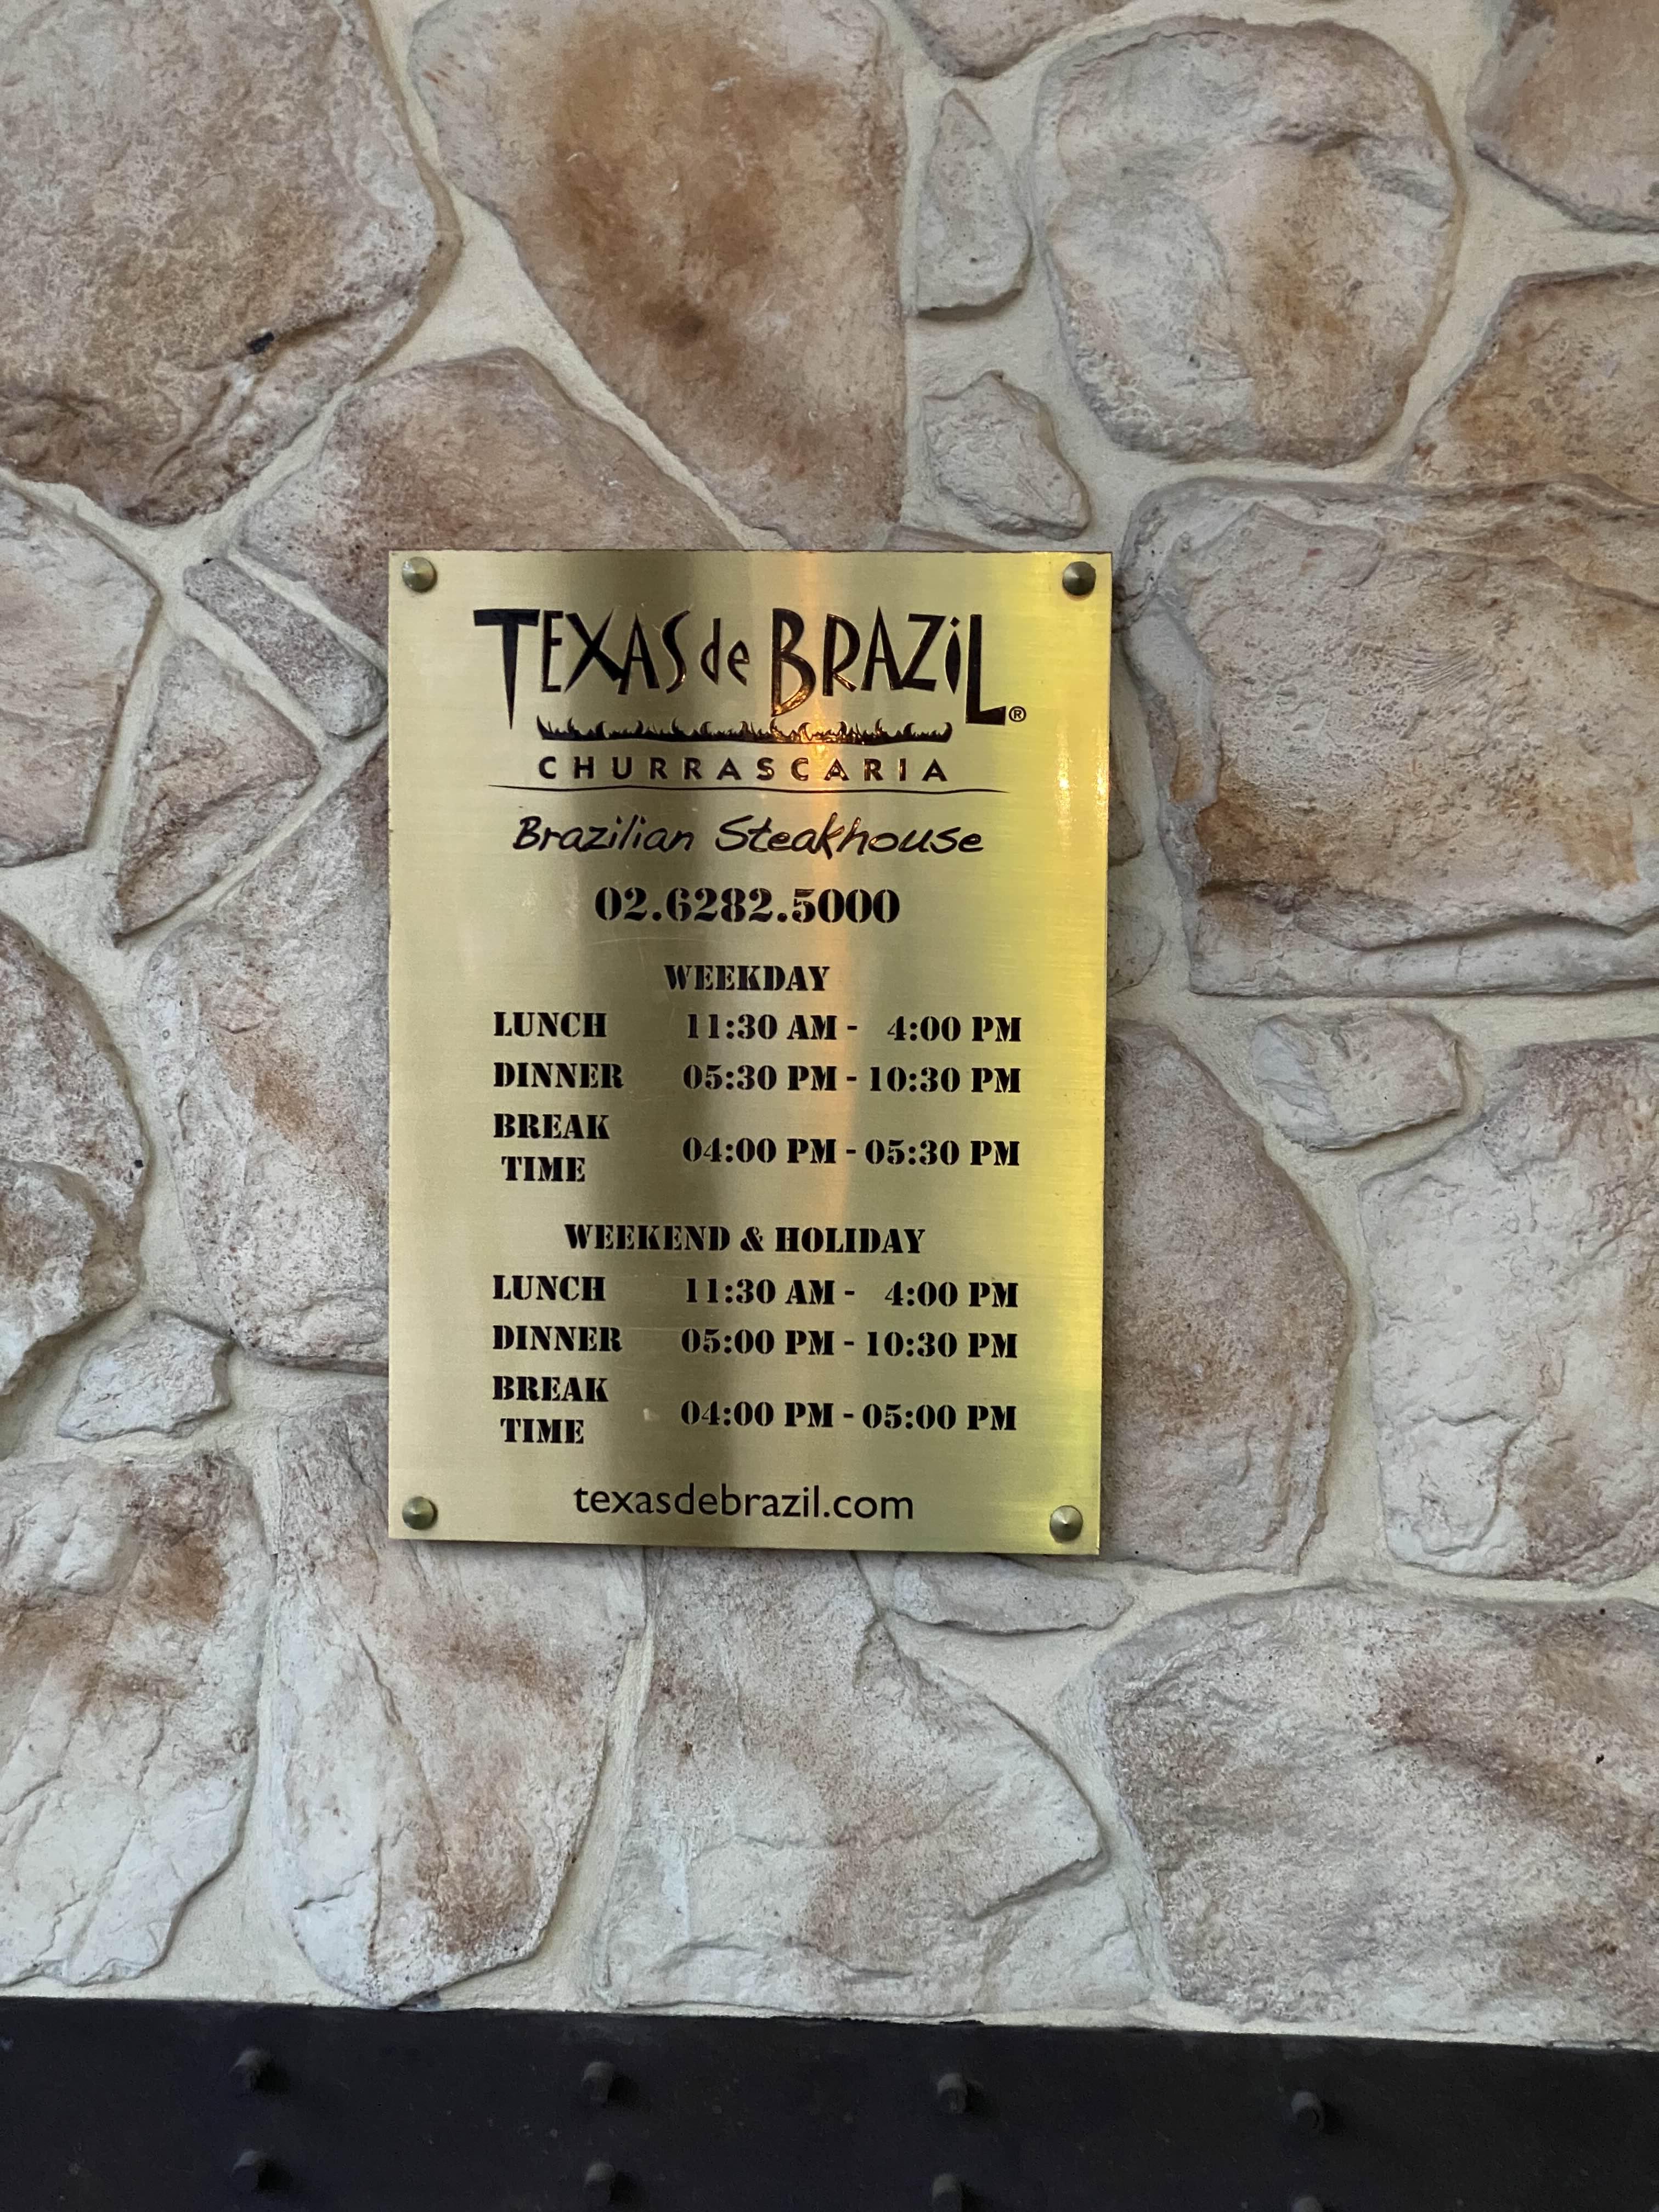 TEXAS de BRAZiL®
CHURRASCARIA
Brazilian Steakhouse
02.6282.5000
WEEKDAY
LUNCH 11:30 AM - 4:00 PM
DINNER 05:30 PM - 10:30 PM
BREAK
TIME 04:00 PM - 05:30 PM
WEEKEND & HOLIDAY
LUNCH 11:30 AM - 4:00 PM
DINNER 05:00 PM - 10:30 PM
BREAK
TIME 04:00 PM - 05:00 PM
texasdebrazil.com